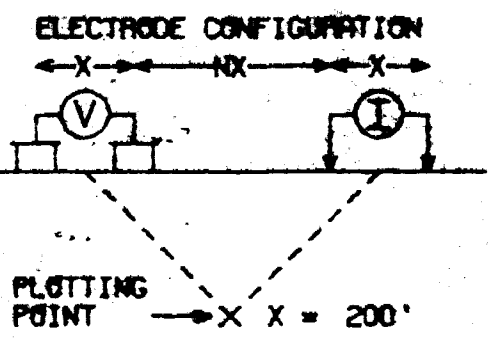 ELECTRODE CONFIGURATION
X NX X
V I
PLOTTING
POINT X X = 200'